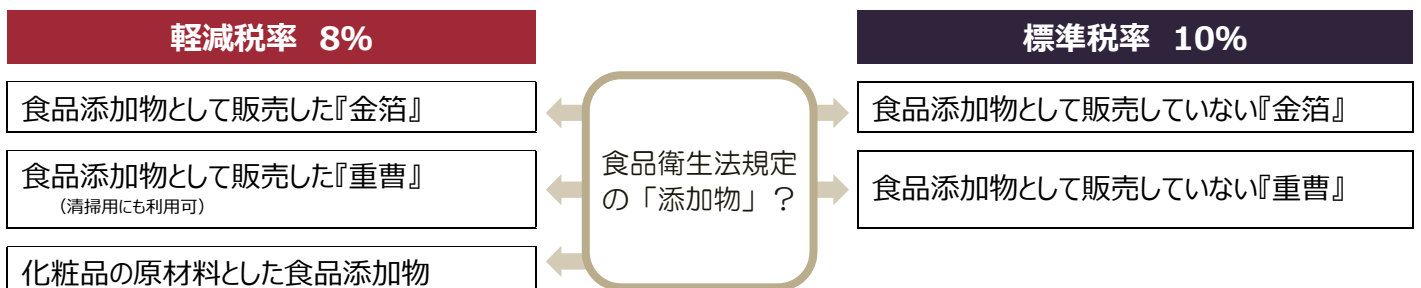 軽減税率 8%
標準税率 10%
食品添加物として販売した『金箔』
食品添加物として販売した『重曹』
（清掃用にも利用可）
化粧品の原材料とした食品添加物
食品衛生法規定
の「添加物」？
食品添加物として販売していない『金箔』
食品添加物として販売していない『重曹』